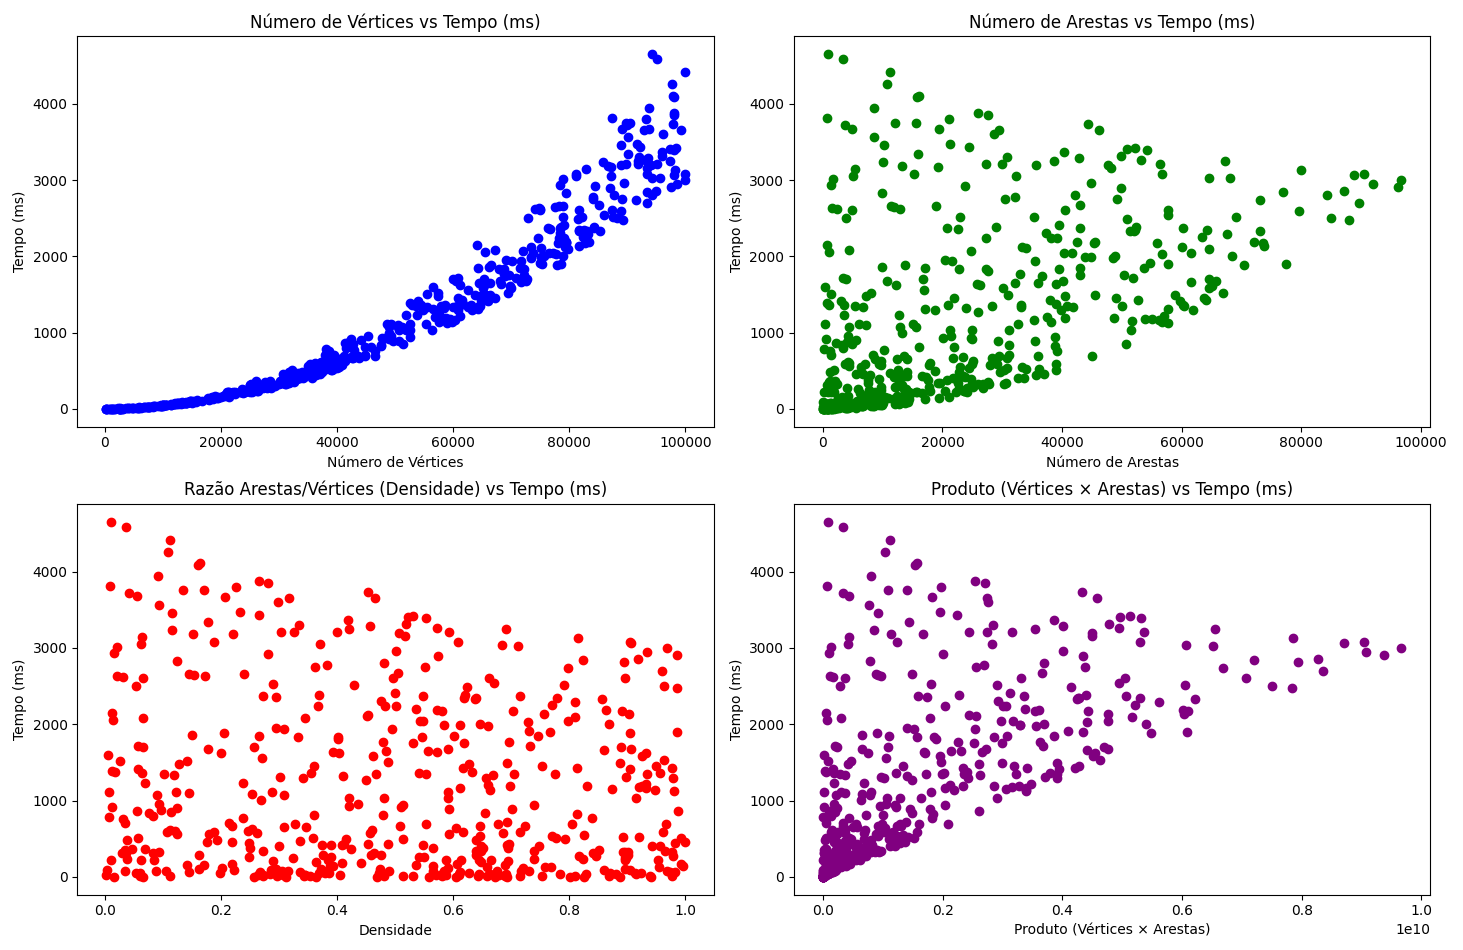 Número de Vértices vs Tempo (ms)
Tempo (ms)
4000
3000
2000
1000
0
0 20000 40000 60000 80000 100000
Número de Vértices
Número de Arestas vs Tempo (ms)
Tempo (ms)
4000
3000
2000
1000
0
0 20000 40000 60000 80000 100000
Número de Arestas
Razão Arestas/Vértices (Densidade) vs Tempo (ms)
Tempo (ms)
4000
3000
2000
1000
0
0.0 0.2 0.4 0.6 0.8 1.0
Densidade
Produto (Vértices × Arestas) vs Tempo (ms)
Tempo (ms)
4000
3000
2000
1000
0
0.0 0.2 0.4 0.6 0.8 1.0
1e10
Produto (Vértices × Arestas)